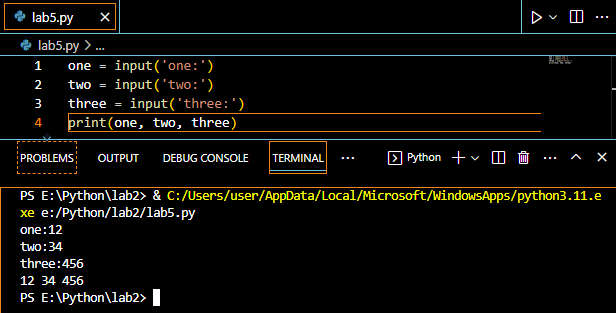 lab5.py
lab5.py > ...
1 one = input('one:')
2 two = input('two:')
3 three = input('three:')
4 print(one, two, three)
PROBLEMS OUTPUT DEBUG CONSOLE TERMINAL ... Python
PS E:\Python\lab2> & C:/Users/user/AppData/Local/Microsoft/WindowsApps/python3.11.e
xe e:/Python/lab2/lab5.py
one:12
two:34
three:456
12 34 456
PS E:\Python\lab2>